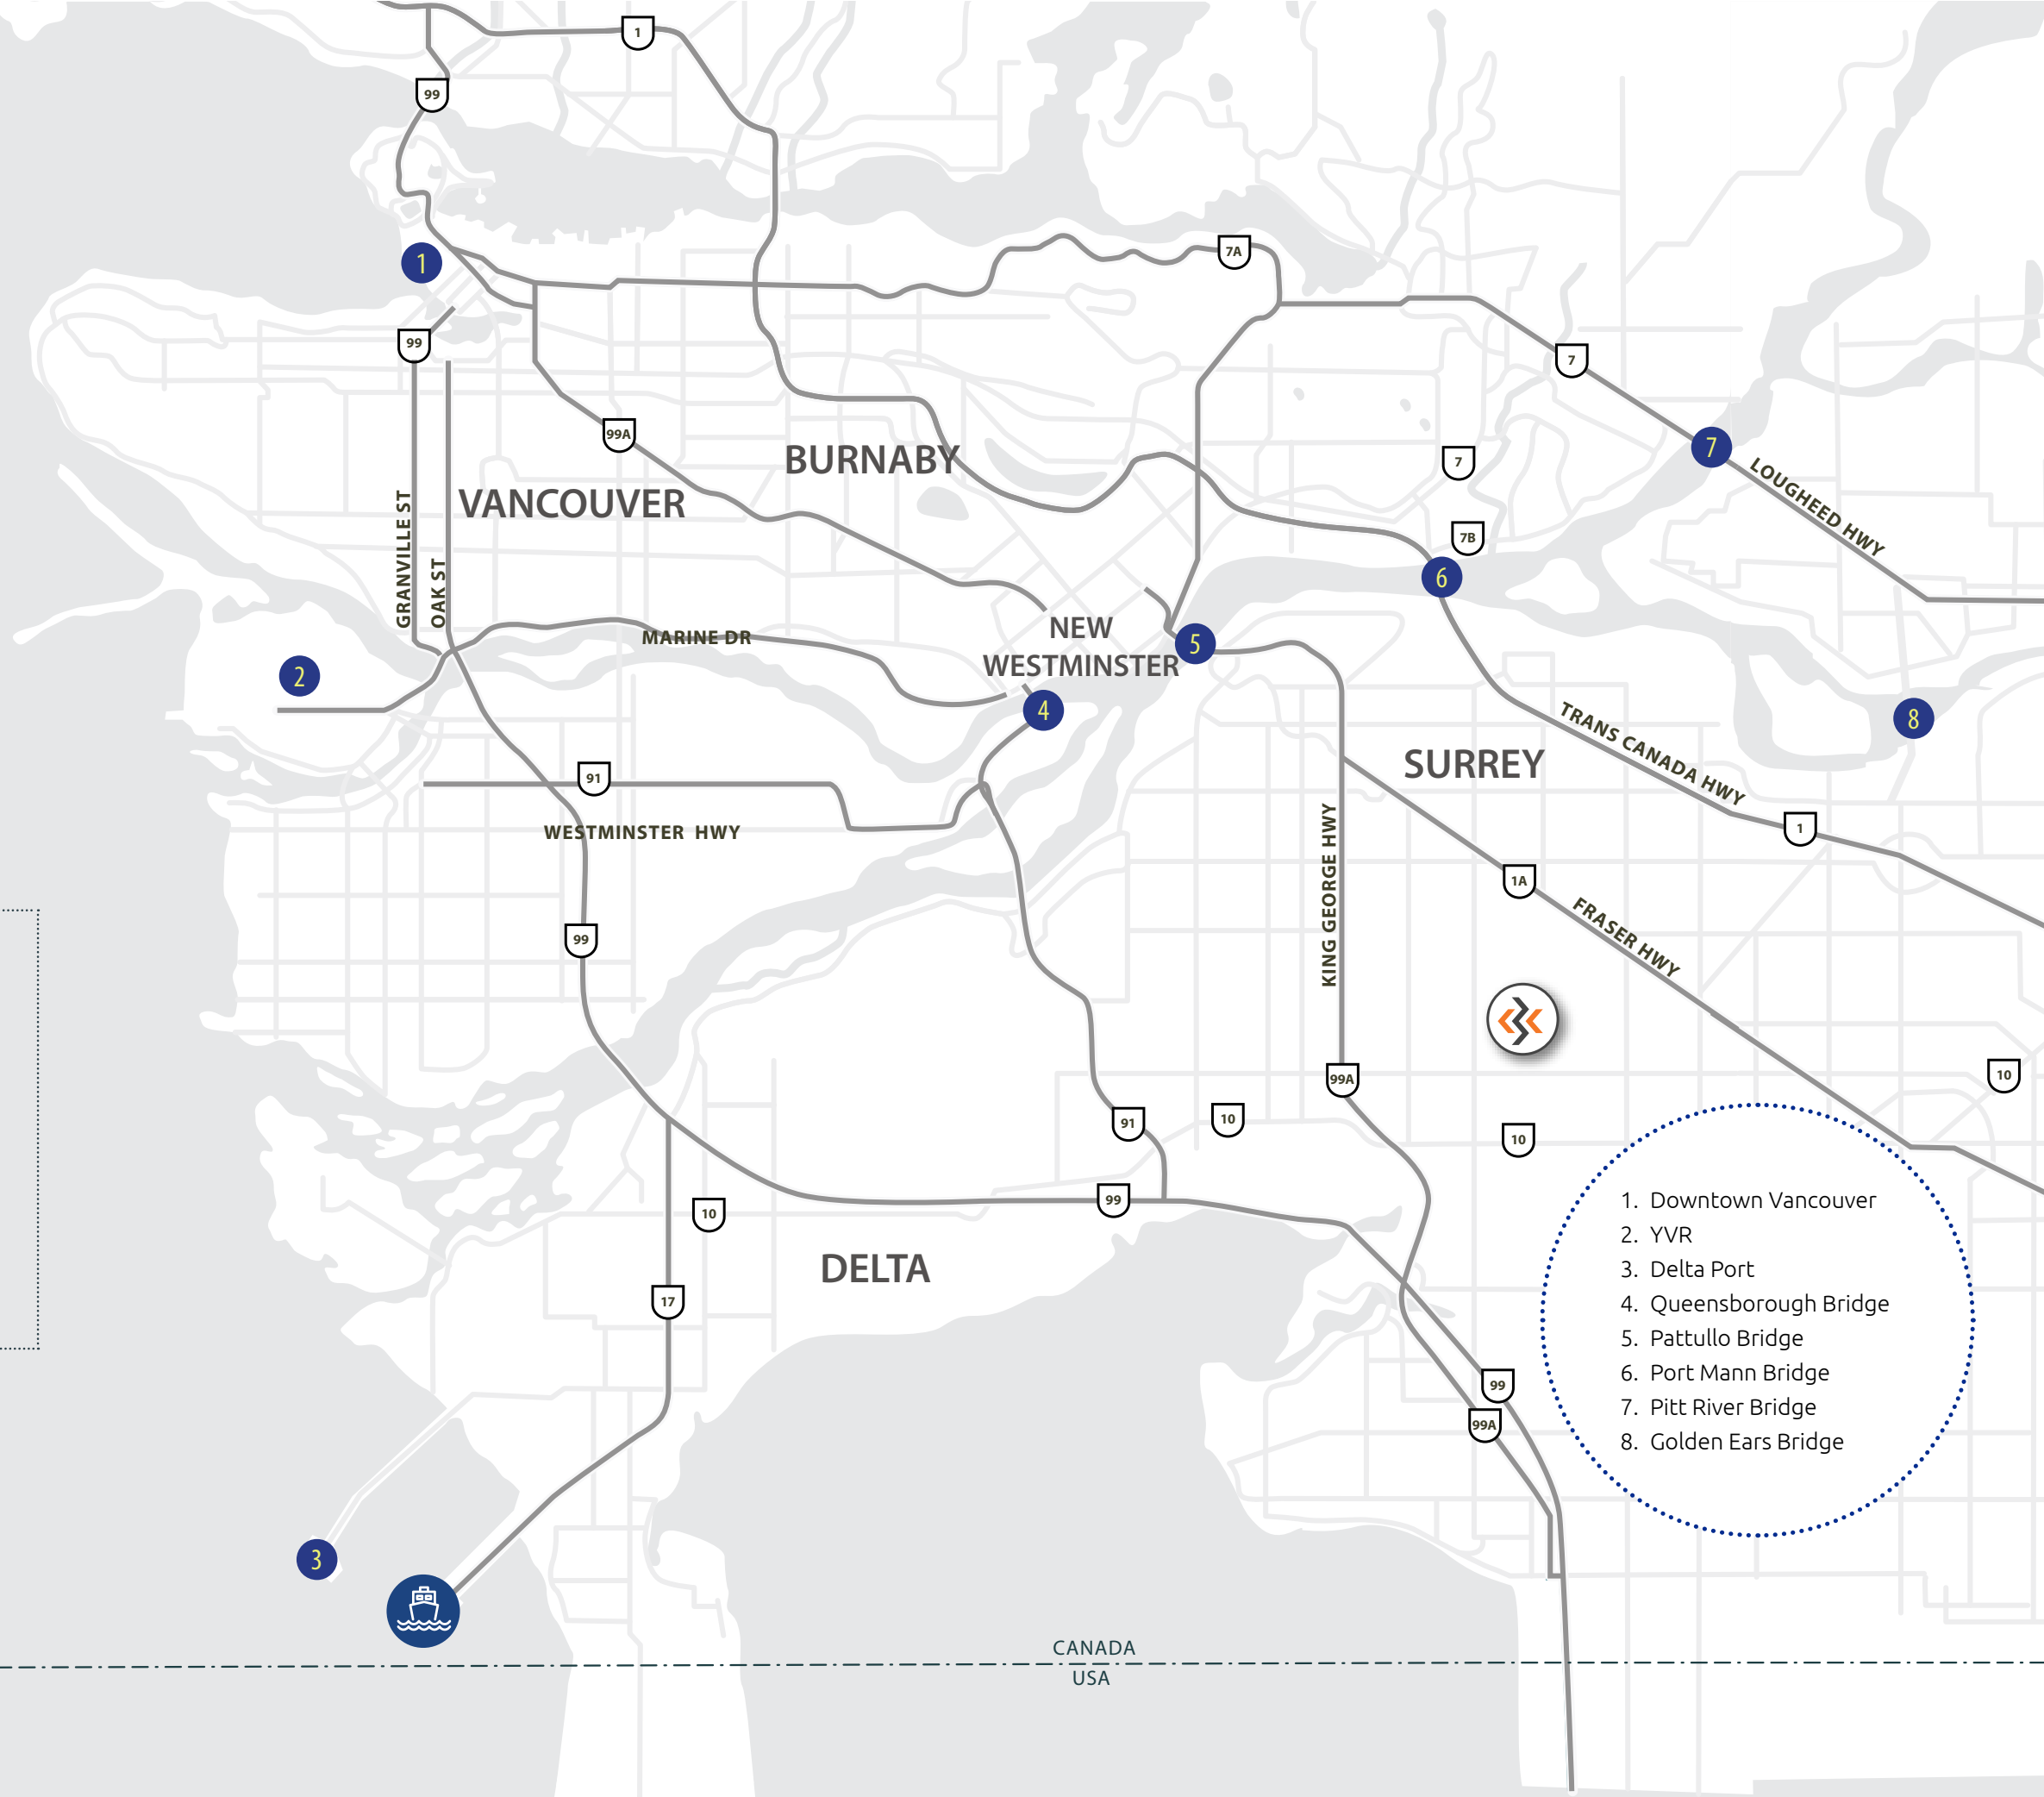 1
99
1
7A
99
7
99A
BURNABY
7
7
LOUGHEED HWY
VANCOUVER
GRANVILLE ST
OAK ST
7B
6
MARINE DR
NEW
WESTMINSTER
5
2
4
8
TRANS CANADA HWY
SURREY
91
WESTMINSTER HWY
1
KING GEORGE HWY
1A
FRASER HWY
99
99A
10
91
10
10
99
10
DELTA
17
1. Downtown Vancouver
2. YVR
3. Delta Port
4. Queensborough Bridge
5. Pattullo Bridge
6. Port Mann Bridge
7. Pitt River Bridge
8. Golden Ears Bridge
99
99A
3
CANADA
USA